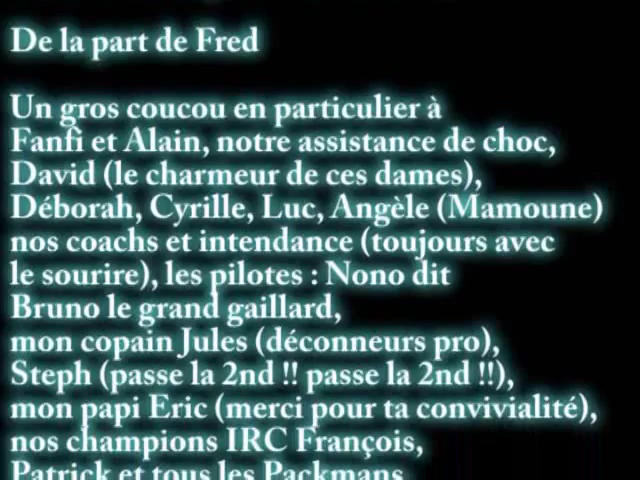 De la part de Fred
Un gros coucou en particulier à
Fanfi et Alain, notre assistance de choc,
David (le charmeur de ces dames),
Déborah, Cyrille, Luc, Angèle (Mamoune)
nos coachs et intendance (toujours avec
le sourire), les pilotes : Nono dit
Bruno le grand gaillard,
mon copain Jules (déconneurs pro),
Steph (passe la 2nd !! passe la 2nd !!),
mon papi Eric (merci pour ta convivialité),
nos champions IRC François,
Patrick et tous les Packmans